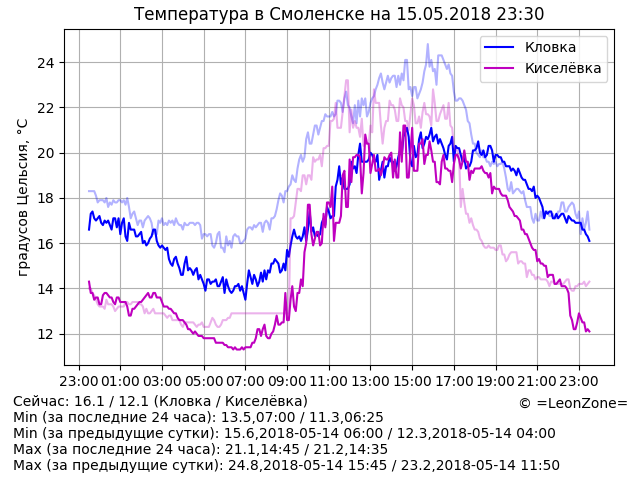 Температура в Смоленске на 15.05.2018 23:30
Кловка
Киселёвка
градусов Цельсия, °C
24
22
20
18
16
14
12
23:00 01:00 03:00 05:00 07:00 09:00 11:00 13:00 15:00 17:00 19:00 21:00 23:00
Сейчас: 16.1 / 12.1 (Кловка / Киселёвка)
© =LeonZone=
Min (за последние 24 часа): 13.5,07:00 / 11.3,06:25
Min (за предыдущие сутки): 15.6,2018-05-14 06:00 / 12.3,2018-05-14 04:00
Max (за последние 24 часа): 21.1,14:45 / 21.2,14:35
Max (за предыдущие сутки): 24.8,2018-05-14 15:45 / 23.2,2018-05-14 11:50